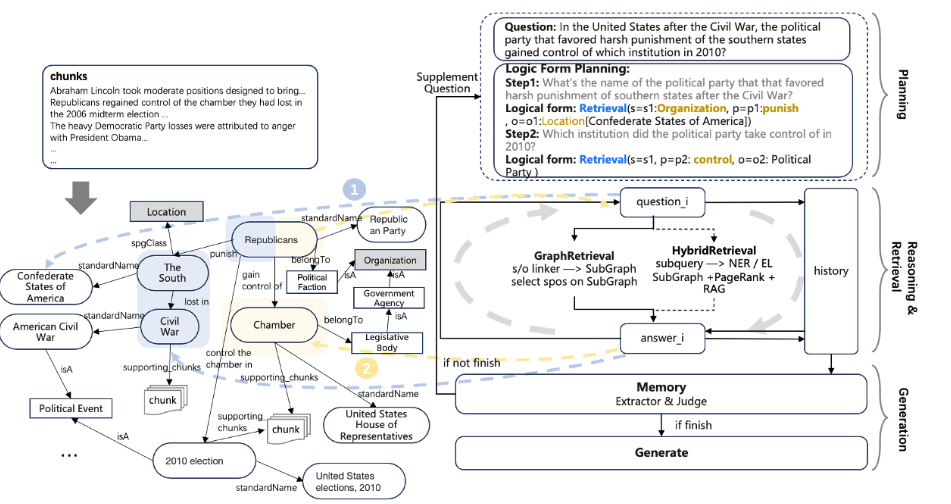 chunks
Abraham Lincoln took moderate positions designed to bring...
Republicans regained control of the chamber they had lost in
the 2006 midterm election ...
The heavy Democratic Party losses were attributed to anger
with President Obama...
...
...
Supplement
Question
Question: In the United States after the Civil War, the political
party that favored harsh punishment of the southern states
gained control of which institution in 2010?
Logic Form Planning:
Step1: What's the name of the political party that that favored
harsh punishment of southern states after the Civil War?
Logical form: Retrieval(s=s1:Organization, p=p1:punish
, o=o1:Location[Confederate States of America])
Step2: Which institution did the political party take control of in
2010?
Logical form: Retrieval(s=s1, p=p2: control, o=o2: Political
Party )
Planning
1
Location
spgClass
standardName
Confederate
States of
America
The
South
punish
Republicans
standardName
Republic
an Party
belongTo
Political
Faction
isA
Organization
isA
Government
Agency
isA
gain
control of
lost in
standardName
American Civil
War
Civil
War
Chamber
belongTo
Legislative
Body
control the
chamber in
2
supporting_chunks
supporting_chunks
isA
chunk
standardName
Political Event
supporting
chunks
chunk
United States
House of
Representatives
isA
...
2010 election
standardName
United States
elections, 2010
question_i
GraphRetrieval
s/o linker —> SubGraph
select spos on SubGraph
HybridRetrieval
subquery —> NER / EL
SubGraph +PageRank +
RAG
history
answer_i
Reasoning &
Retrieval
if not finish
Memory
Extractor & Judge
if finish
Generate
Generation